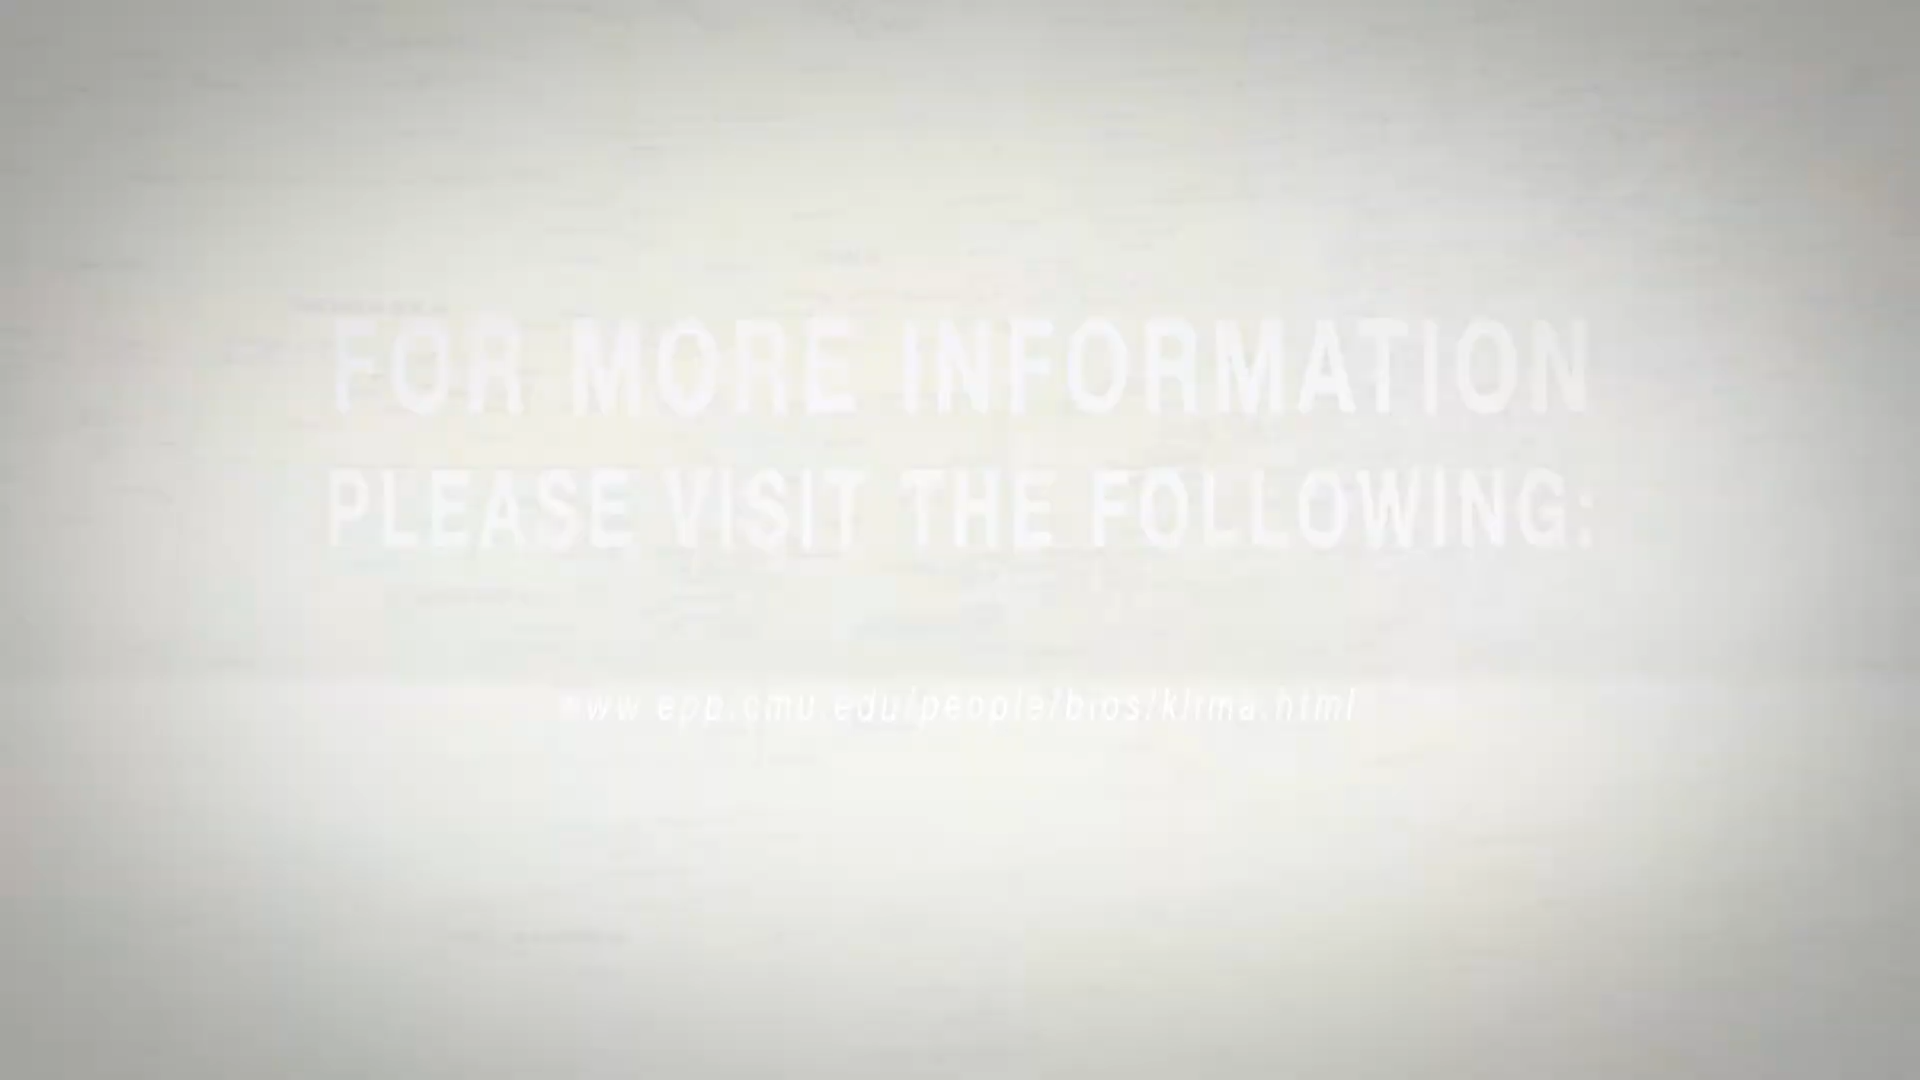 FOR MORE INFORMATION
PLEASE VISIT THE FOLLOWING:
www.epp.cmu.edu/people/bios/klima.html